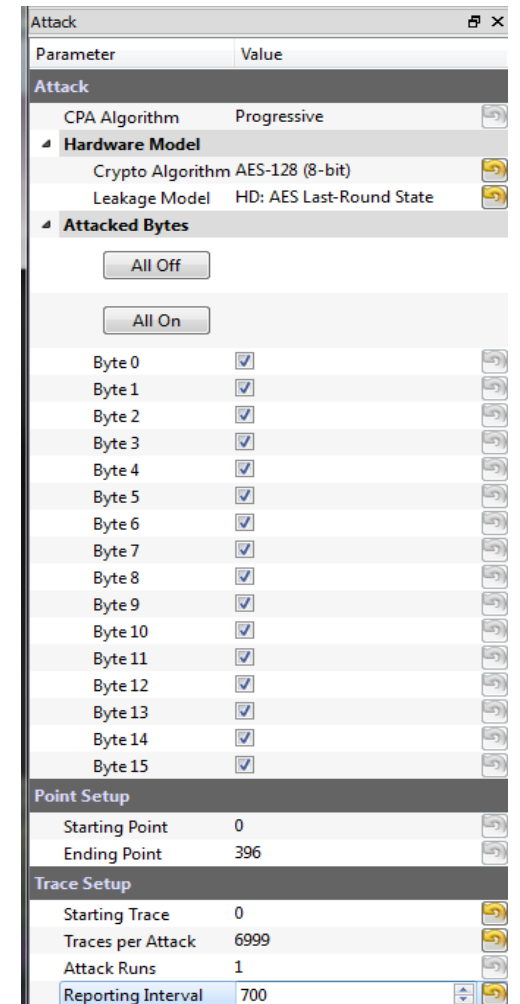 Attack
Parameter Value
Attack
CPA Algorithm Progressive
Hardware Model
Crypto Algorithm AES-128 (8-bit)
Leakage Model HD: AES Last-Round State
Attacked Bytes
All Off
All On
Byte 0
Byte 1
Byte 2
Byte 3
Byte 4
Byte 5
Byte 6
Byte 7
Byte 8
Byte 9
Byte 10
Byte 11
Byte 12
Byte 13
Byte 14
Byte 15
Point Setup
Starting Point 0
Ending Point 396
Trace Setup
Starting Trace 0
Traces per Attack 6999
Attack Runs 1
Reporting Interval 700